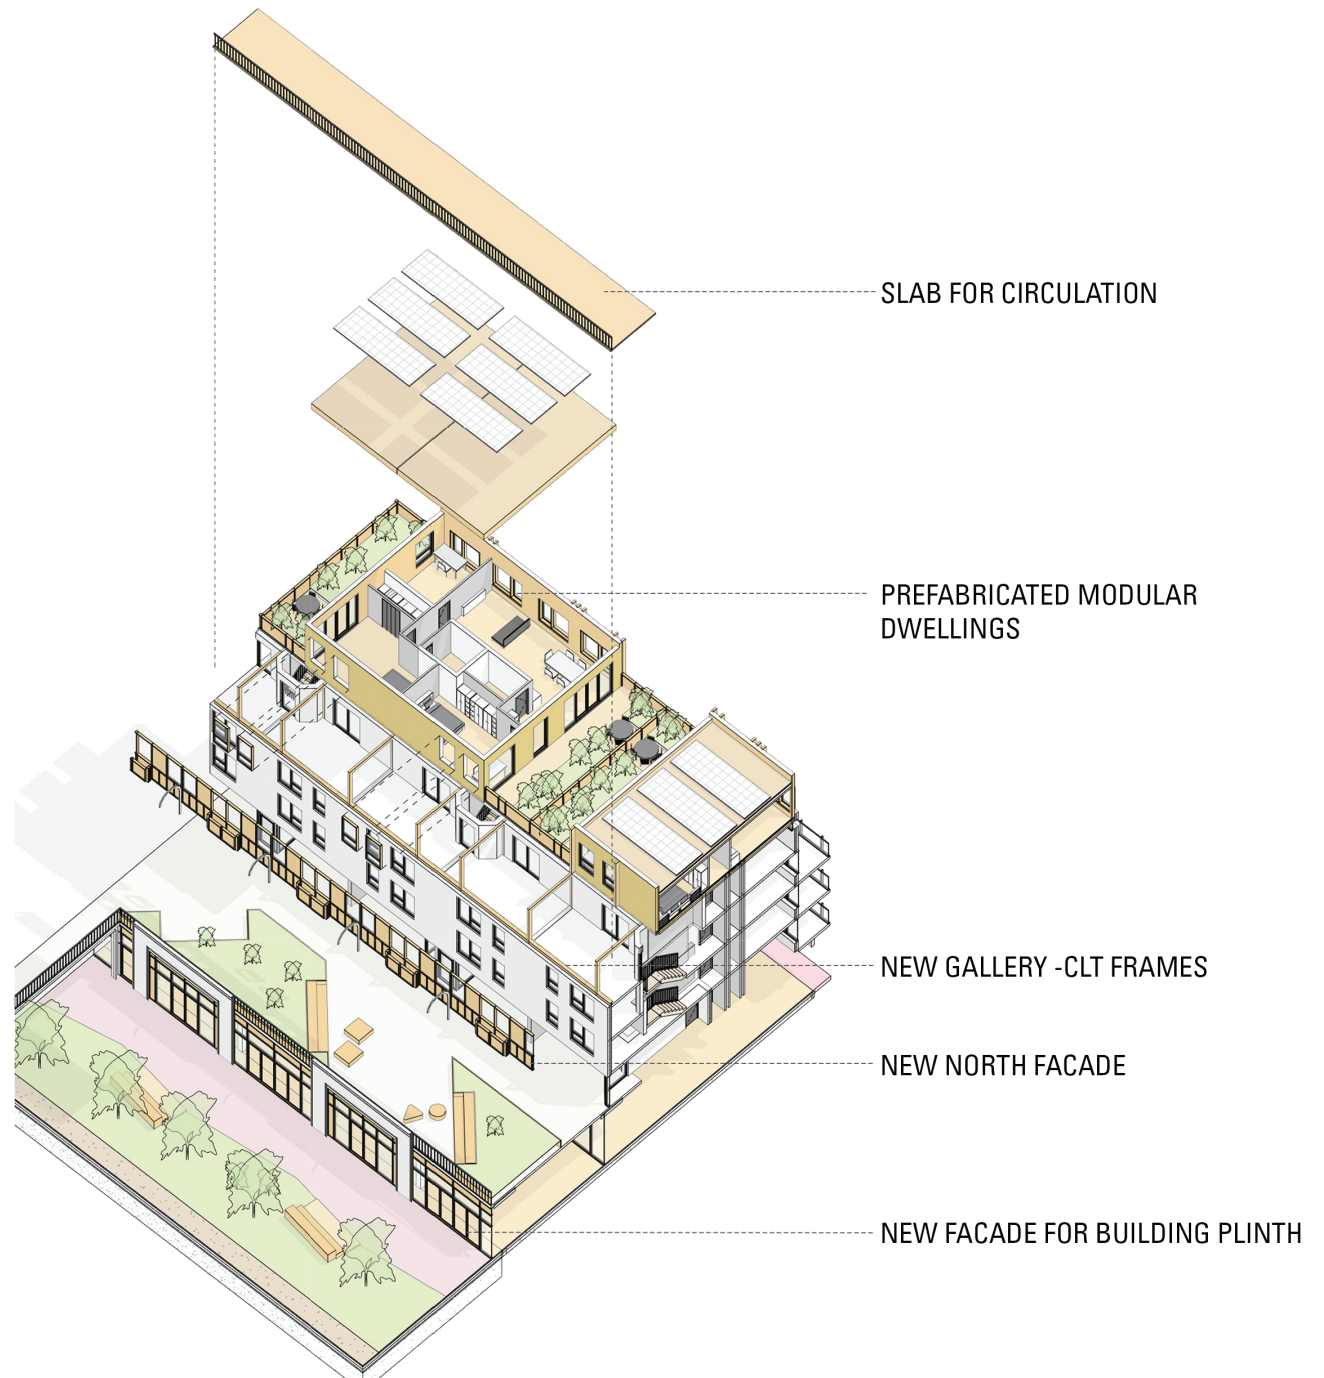 SLAB FOR CIRCULATION
PREFABRICATED MODULAR
DWELLINGS
NEW GALLERY -CLT FRAMES
NEW NORTH FACADE
NEW FACADE FOR BUILDING PLINTH